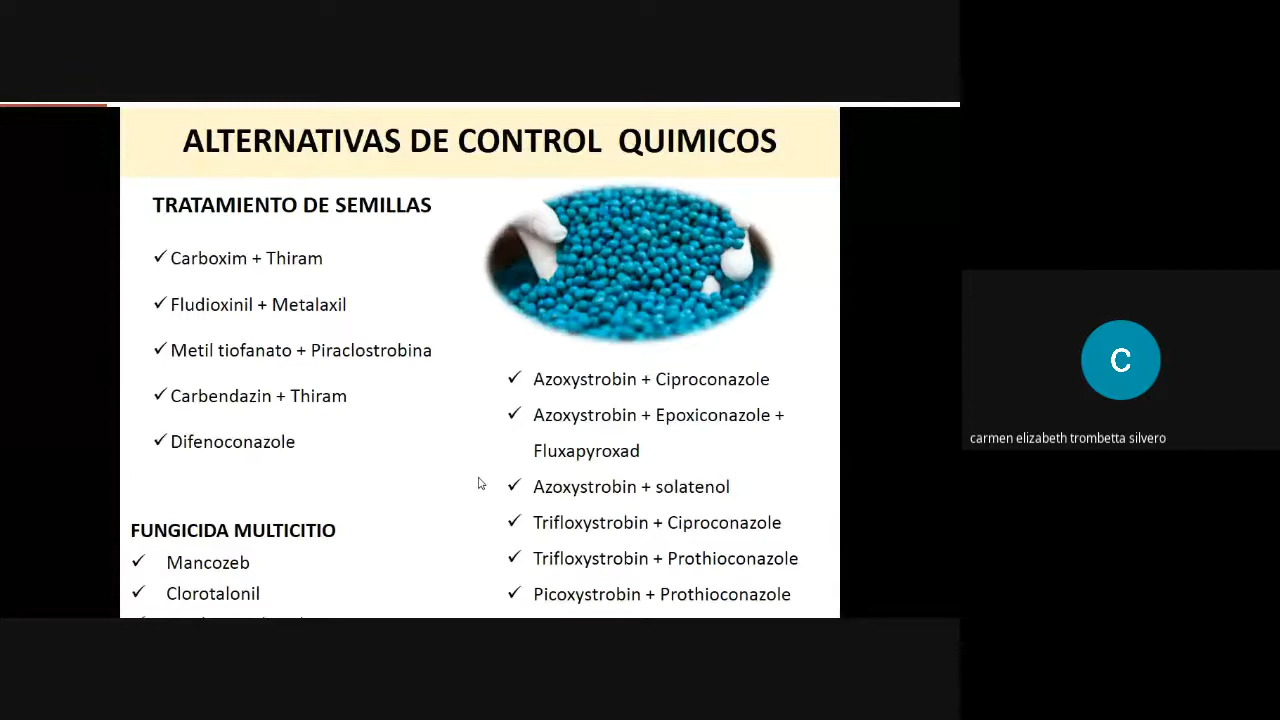 ALTERNATIVAS DE CONTROL QUIMICOS
TRATAMIENTO DE SEMILLAS
✓ Carboxim + Thiram
✓ Fludioxinil + Metalaxil
✓ Metil tiofanato + Piraclostrobina
✓ Carbendazin + Thiram
✓ Difenoconazole
FUNGICIDA MULTICITIO
✓ Mancozeb
✓ Clorotalonil
✓ Azoxystrobin + Ciproconazole
✓ Azoxystrobin + Epoxiconazole +
Fluxapyroxad
✓ Azoxystrobin + solatenol
✓ Trifloxystrobin + Ciproconazole
✓ Trifloxystrobin + Prothioconazole
✓ Picoxystrobin + Prothioconazole
C
carmen elizabeth trombetta silvero